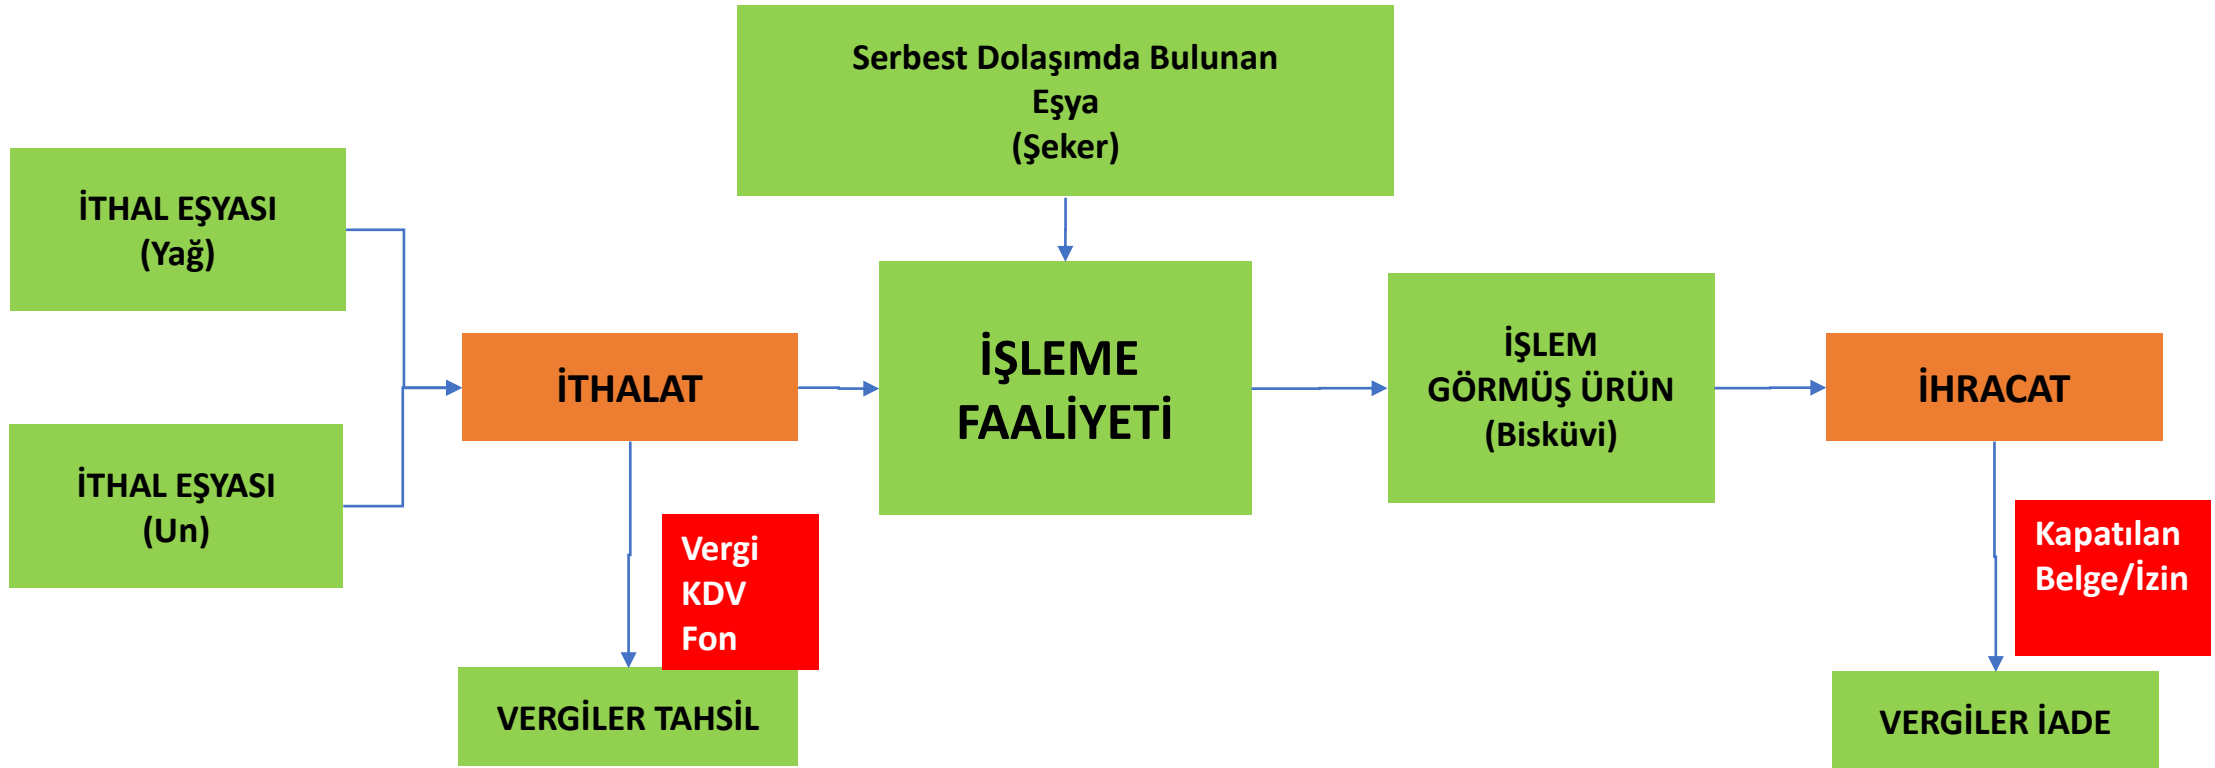 Serbest Dolaşımda Bulunan
Eşya
(Şeker)
İTHAL EŞYASI
(Yağ)
İTHAL EŞYASI
(Un)
İTHALAT
İŞLEME
FAALİYETİ
İŞLEM
GÖRMÜŞ ÜRÜN
(Bisküvi)
İHRACAT
Vergi
KDV
Fon
Kapatılan
Belge/İzin
VERGİLER TAHSİL
VERGİLER İADE